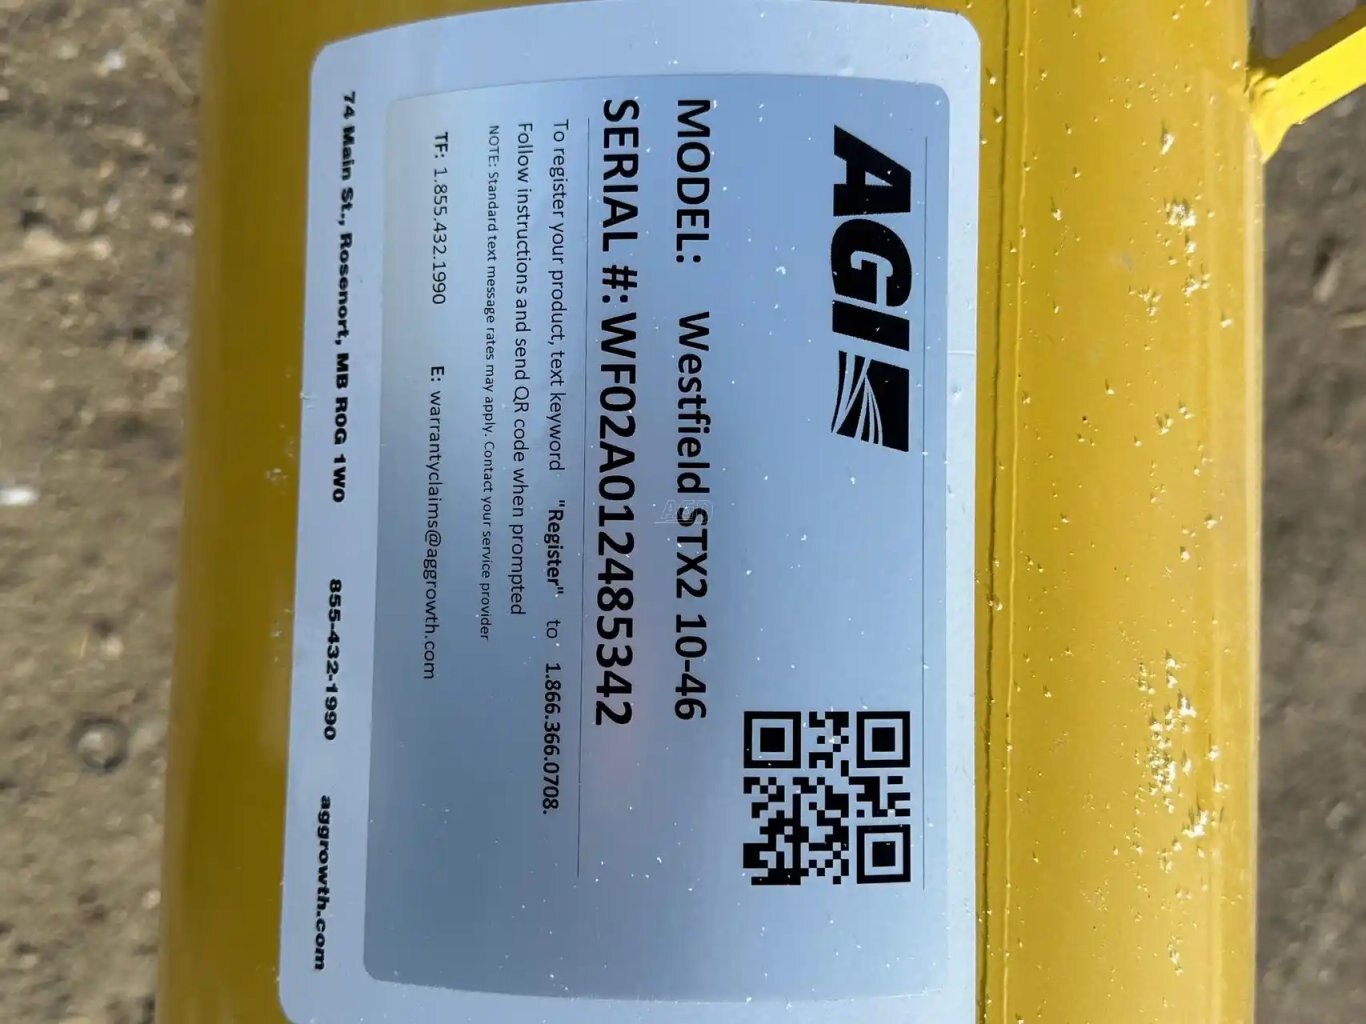 AGI
MODEL: Westfield STX2 10-46
SERIAL #: WF02A012485342
To register your product, text keyword "Register" to 1.866.366.0708.
Follow instructions and send QR code when prompted
NOTE: Standard text message rates may apply. Contact your service provider
TF: 1.855.432.1990 E: warrantyclaims@aggrowth.com
74 Main St., Rosenort, MB R0G 1W0 855-432-1990 aggrowth.com